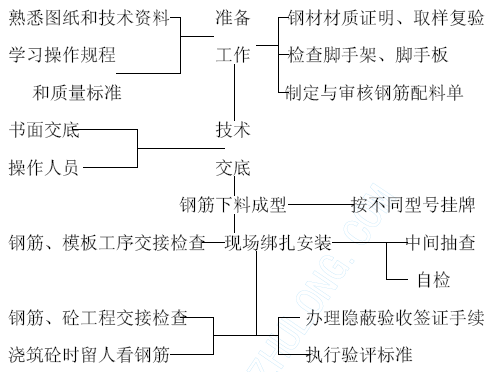 熟悉图纸和技术资料 准备 钢材材质证明、取样复验
学习操作规程 工作 检查脚手架、脚手板
和质量标准 制定与审核钢筋配料单
书面交底 技术
操作人员 交底
钢筋下料成型 按不同型号挂牌
钢筋、模板工序交接检查 现场绑扎安装 中间抽查
自检
钢筋、砼工程交接检查 办理隐蔽验收签证手续
浇筑砼时留人看钢筋 执行验评标准
ZHULONG.COM